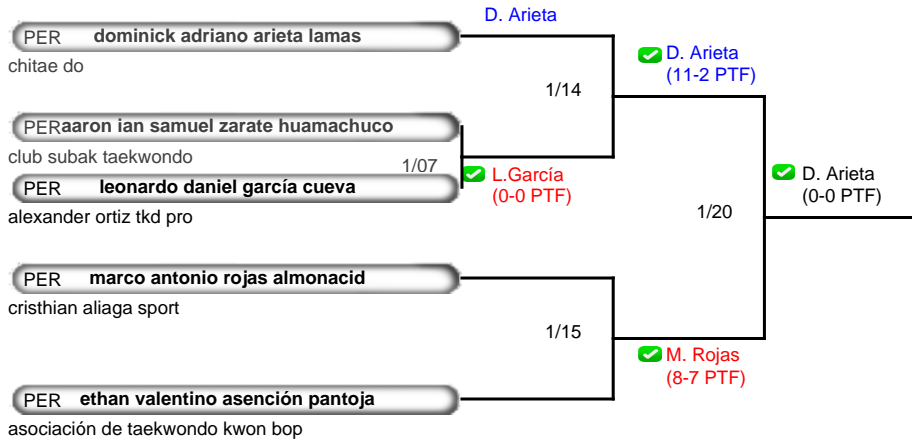 D. Arieta
PER dominick adriano arieta lamas
chitae do
D. Arieta
(11-2 PTF)
1/14
PER aaron ian samuel zarate huamachuco
club subak taekwondo
1/07
L.García
(0-0 PTF)
PER leonardo daniel garcía cueva
alexander ortiz tkd pro
D. Arieta
(0-0 PTF)
1/20
PER marco antonio rojas almonacid
cristhian aliaga sport
1/15
M. Rojas
(8-7 PTF)
PER ethan valentino asención pantoja
asociación de taekwondo kwon bop